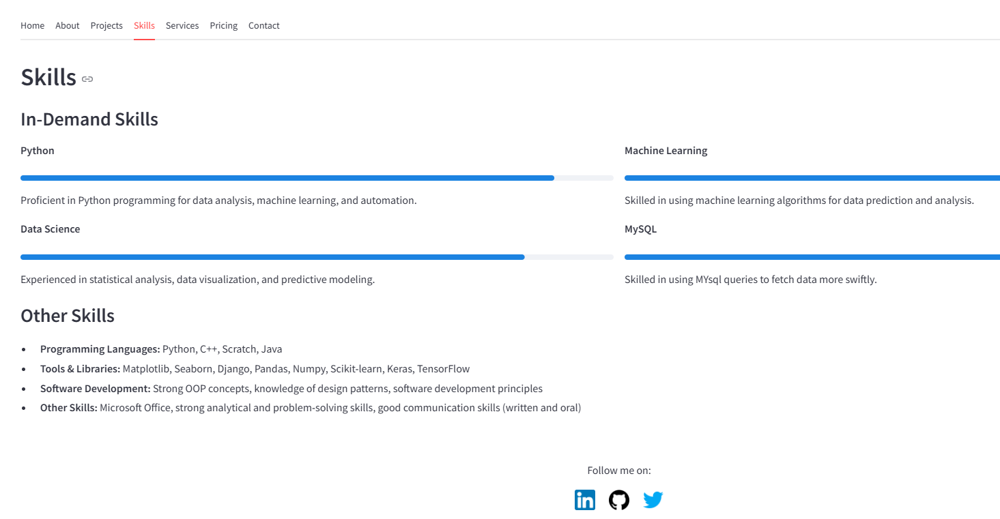 Home About Projects Skills Services Pricing Contact
Skills
In-Demand Skills
Python
Proficient in Python programming for data analysis, machine learning, and automation.
Machine Learning
Skilled in using machine learning algorithms for data prediction and analysis.
Data Science
Experienced in statistical analysis, data visualization, and predictive modeling.
MySQL
Skilled in using MYsql queries to fetch data more swiftly.
Other Skills
• Programming Languages: Python, C++, Scratch, Java
• Tools & Libraries: Matplotlib, Seaborn, Django, Pandas, Numpy, Scikit-learn, Keras, TensorFlow
• Software Development: Strong OOP concepts, knowledge of design patterns, software development principles
• Other Skills: Microsoft Office, strong analytical and problem-solving skills, good communication skills (written and oral)
Follow me on:
in